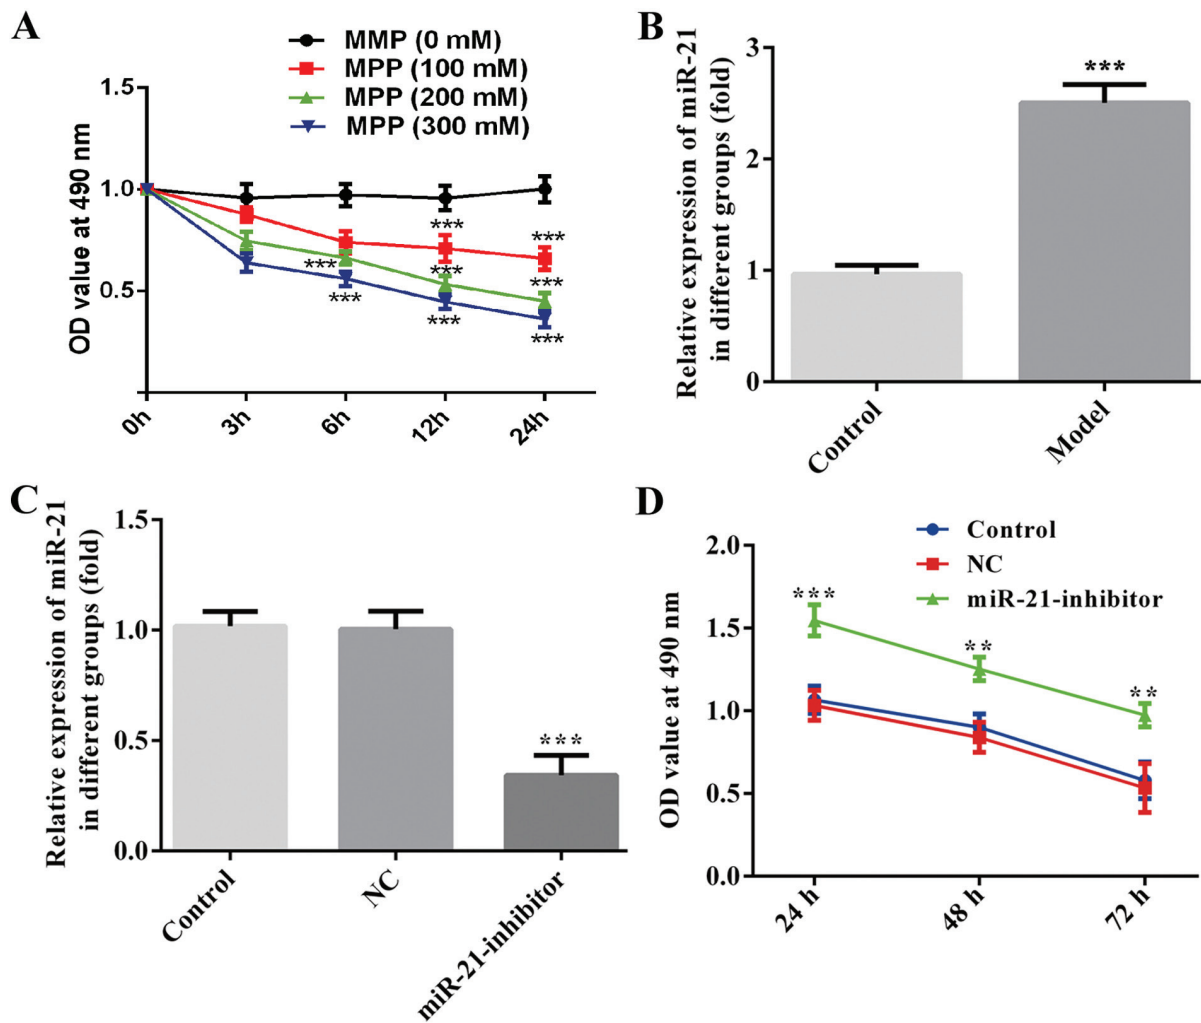 A
MMP (0 mM)
MPP (100 mM)
MPP (200 mM)
MPP (300 mM)
OD value at 490 nm
1.5
1.0
0.5
***
***
***
***
***
***
***
***
0h
3h
6h
12h
24h
B
Relative expression of miR-21
in different groups (fold)
3
2
1
0
***
Control
Model
C
Relative expression of miR-21
in different groups (fold)
1.5
1.0
0.5
0.0
***
Control
NC
miR-21-inhibitor
D
Control
NC
miR-21-inhibitor
OD value at 490 nm
2.0
1.5
1.0
0.5
0.0
***
**
**
24 h
48 h
72 h